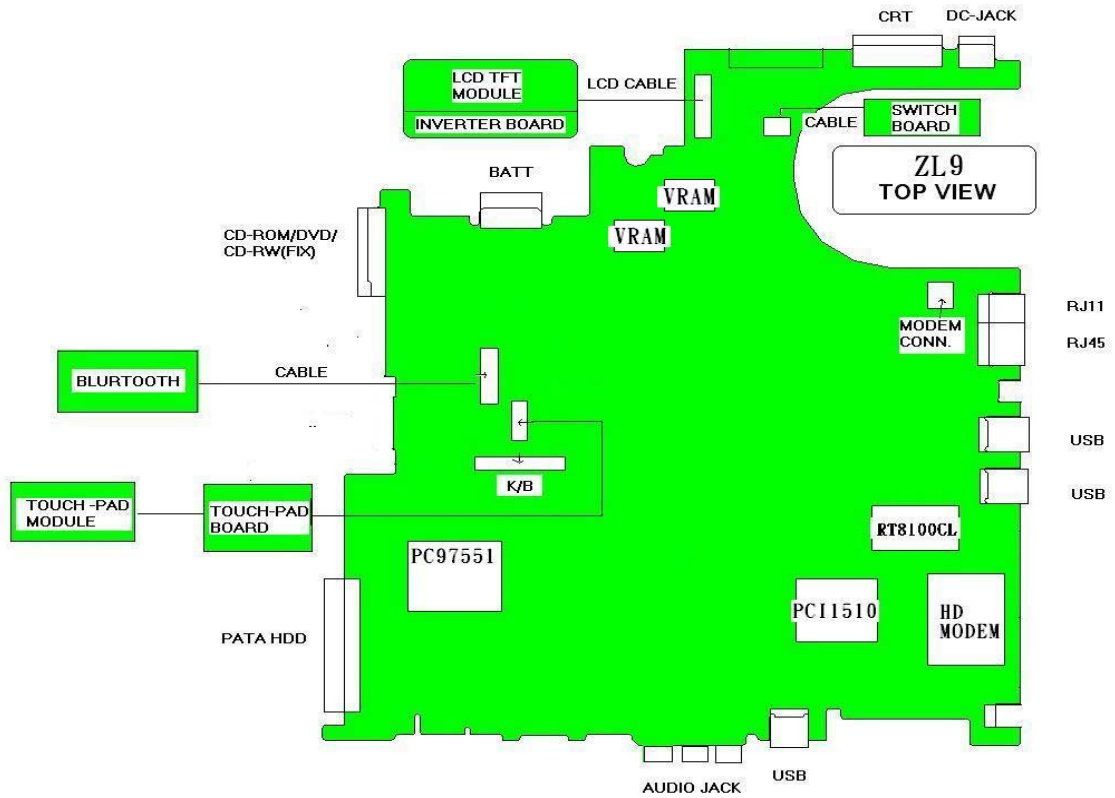 CRT
DC-JACK
LCD TFT
MODULE
INVERTER BOARD
LCD CABLE
CABLE
SWITCH
BOARD
ZL9
TOP VIEW
BATT
VRAM
VRAM
CD-ROM/DVD/
CD-RW(FIX)
MODEM
CONN.
RJ11
RJ45
BLURTOOTH
CABLE
USB
K/B
USB
TOUCH -PAD
MODULE
TOUCH-PAD
BOARD
RT8100CL
PC97551
PCI1510
HD
MODEM
PATA HDD
AUDIO JACK
USB